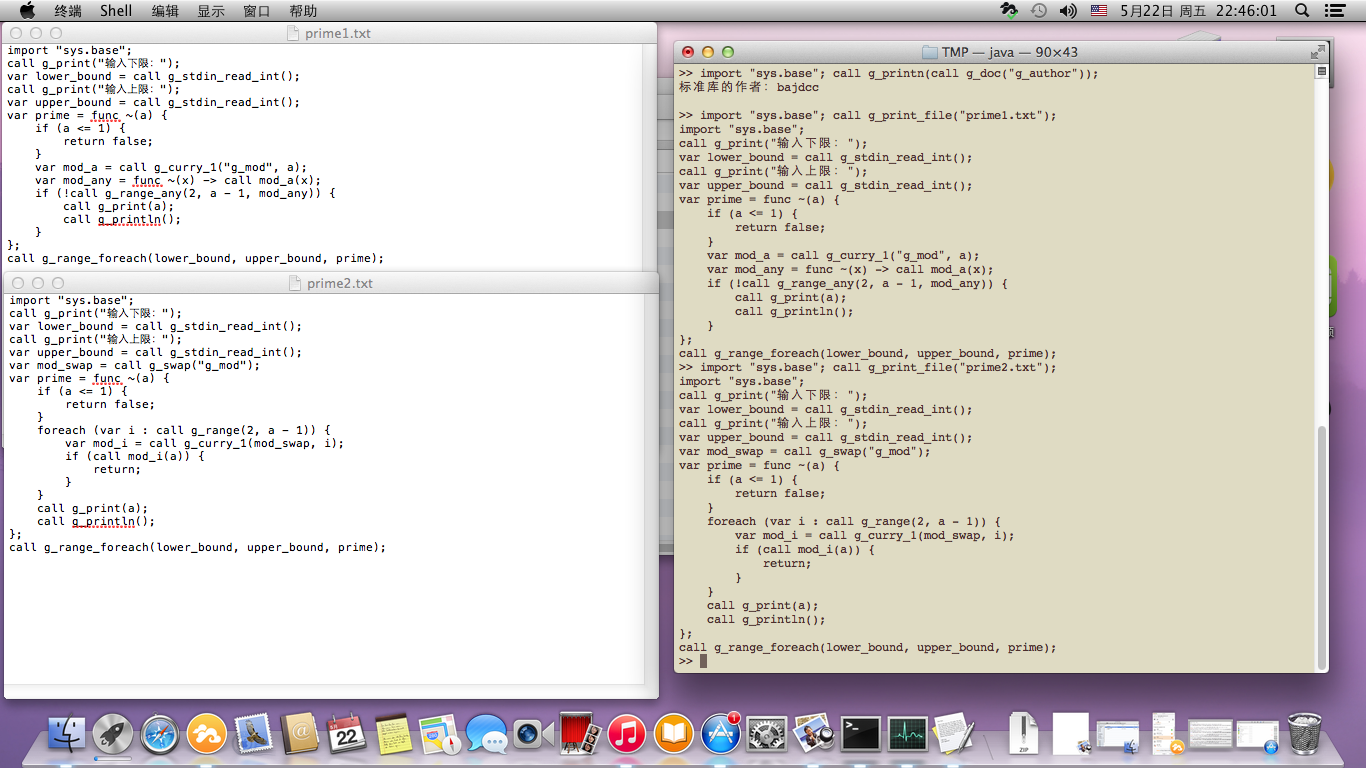 终端 Shell 编辑 显示 窗口 帮助 5月22日 周五 22:46:01
prime1.txt
import "sys.base";
call g_print("输入下限: ");
var lower_bound = call g_stdin_read_int();
call g_print("输入上限: ");
var upper_bound = call g_stdin_read_int();
var prime = func ~(a) {
    if (a <= 1) {
        return false;
    }
    var mod_a = call g_curry_1("g_mod", a);
    var mod_any = func ~(x) -> call mod_a(x);
    if (!call g_range_any(2, a - 1, mod_any)) {
        call g_print(a);
        call g_println();
    }
};
call g_range_foreach(lower_bound, upper_bound, prime);
prime2.txt
import "sys.base";
call g_print("输入下限: ");
var lower_bound = call g_stdin_read_int();
call g_print("输入上限: ");
var upper_bound = call g_stdin_read_int();
var mod_swap = call g_swap("g_mod");
var prime = func ~(a) {
    if (a <= 1) {
        return false;
    }
    foreach (var i : call g_range(2, a - 1)) {
        var mod_i = call g_curry_1(mod_swap, i);
        if (call mod_i(a)) {
            return;
        }
    }
    call g_print(a);
    call g_println();
};
call g_range_foreach(lower_bound, upper_bound, prime);
TMP — java — 90×43
>> import "sys.base"; call g_printn(call g_doc("g_author"));
标准库的作者: bajdcc
>> import "sys.base"; call g_print_file("prime1.txt");
import "sys.base";
call g_print("输入下限: ");
var lower_bound = call g_stdin_read_int();
call g_print("输入上限: ");
var upper_bound = call g_stdin_read_int();
var prime = func ~(a) {
    if (a <= 1) {
        return false;
    }
    var mod_a = call g_curry_1("g_mod", a);
    var mod_any = func ~(x) -> call mod_a(x);
    if (!call g_range_any(2, a - 1, mod_any)) {
        call g_print(a);
        call g_println();
    }
};
call g_range_foreach(lower_bound, upper_bound, prime);
>> import "sys.base"; call g_print_file("prime2.txt");
import "sys.base";
call g_print("输入下限: ");
var lower_bound = call g_stdin_read_int();
call g_print("输入上限: ");
var upper_bound = call g_stdin_read_int();
var mod_swap = call g_swap("g_mod");
var prime = func ~(a) {
    if (a <= 1) {
        return false;
    }
    foreach (var i : call g_range(2, a - 1)) {
        var mod_i = call g_curry_1(mod_swap, i);
        if (call mod_i(a)) {
            return;
        }
    }
    call g_print(a);
    call g_println();
};
call g_range_foreach(lower_bound, upper_bound, prime);
>>
22
1
ZIP